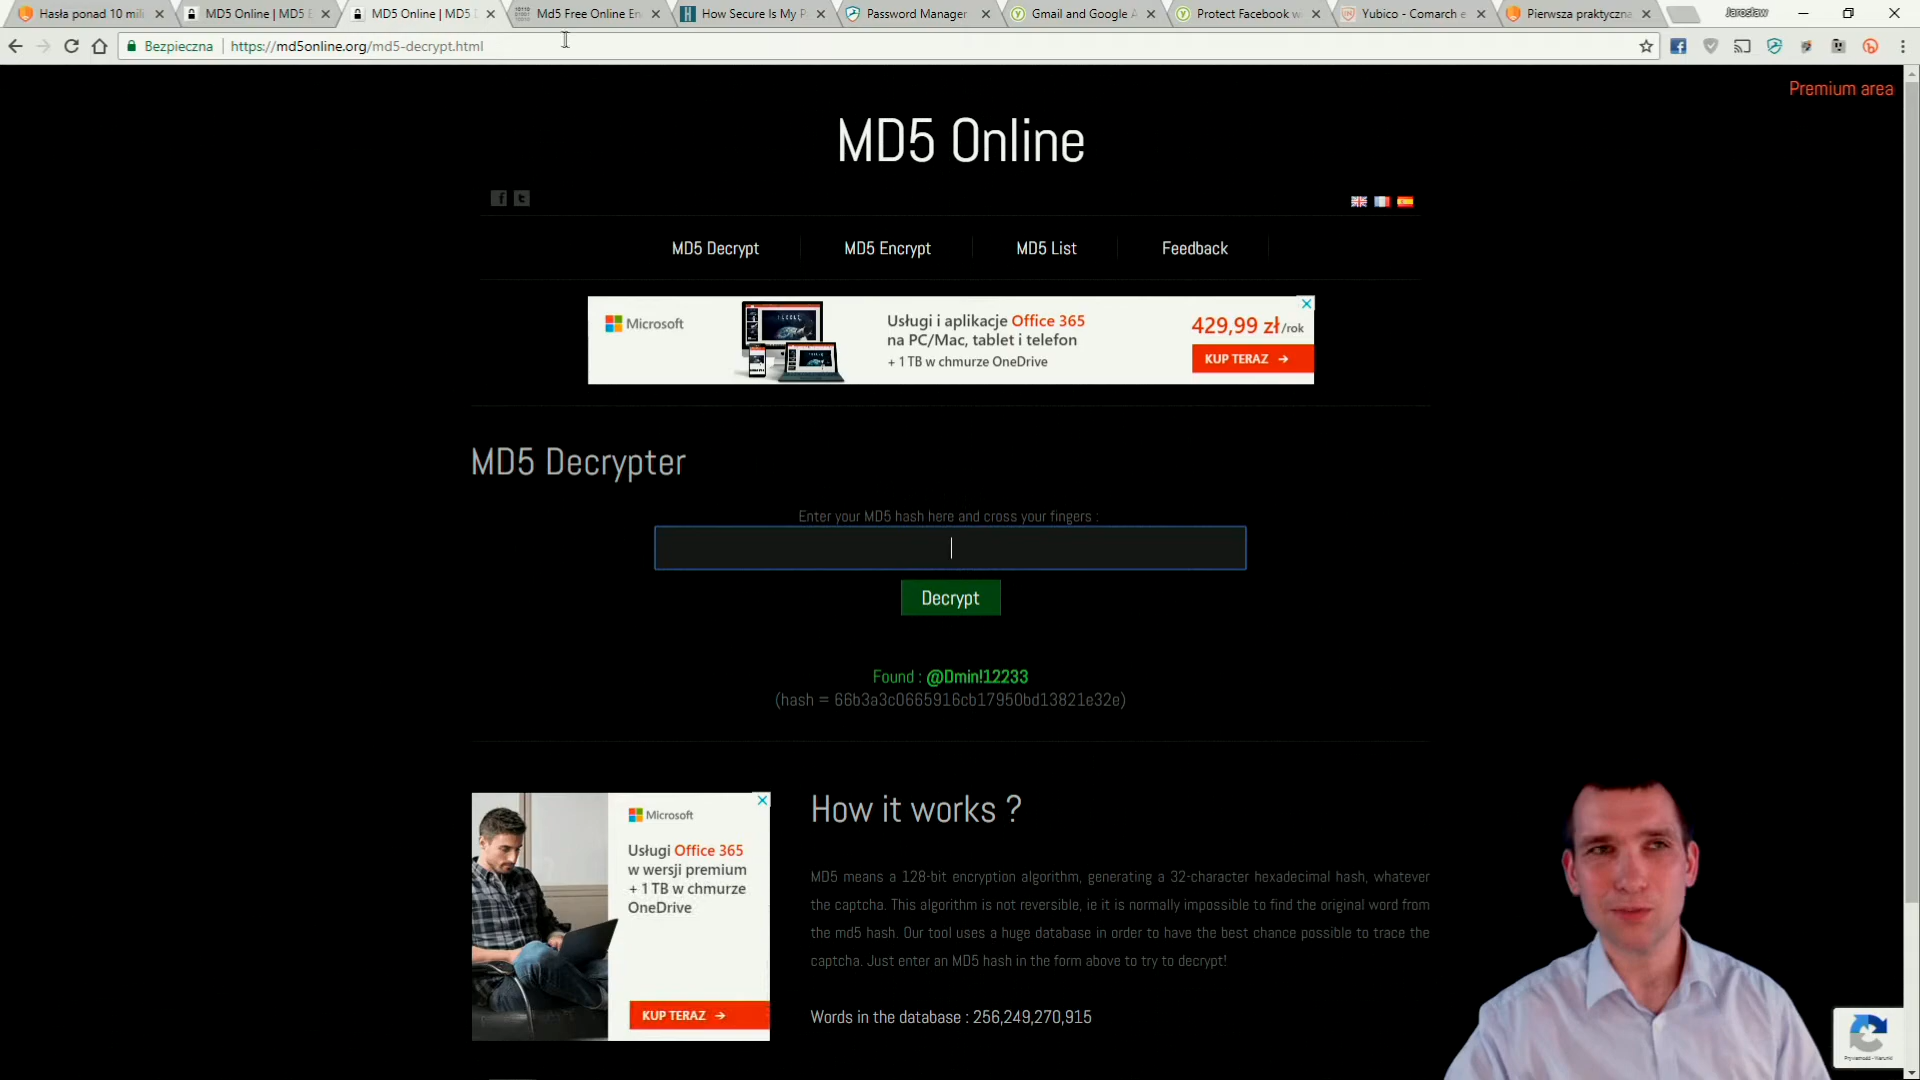 Hasła ponad 10 mili
MD5 Online | MD5 E
MD5 Online | MD5
Md5 Free Online En
How Secure Is My P
Password Manager
Gmail and Google A
Protect Facebook w
Yubico - Comarch e
Pierwsza praktyczna
Jarosław
Bezpieczna
https://md5online.org/md5-decrypt.html
Premium area
MD5 Online
MD5 Decrypt
MD5 Encrypt
MD5 List
Feedback
Microsoft
Usługi i aplikacje Office 365
na PC/Mac, tablet i telefon
+ 1 TB w chmurze OneDrive
429,99 zł/rok
KUP TERAZ →
MD5 Decrypter
Enter your MD5 hash here and cross your fingers :
Decrypt
Found : @Dmin!12233
(hash = 66b3a3c0665916cb17950bd13821e32e)
Microsoft
Usługi Office 365
w wersji premium
+ 1 TB w chmurze
OneDrive
KUP TERAZ →
How it works ?
MD5 means a 128-bit encryption algorithm, generating a 32-character hexadecimal hash, whatever
the captcha. This algorithm is not reversible, ie it is normally impossible to find the original word from
the md5 hash. Our tool uses a huge database in order to have the best chance possible to trace the
captcha. Just enter an MD5 hash in the form above to try to decrypt!
Words in the database : 256,249,270,915
Prywatność - Warunki